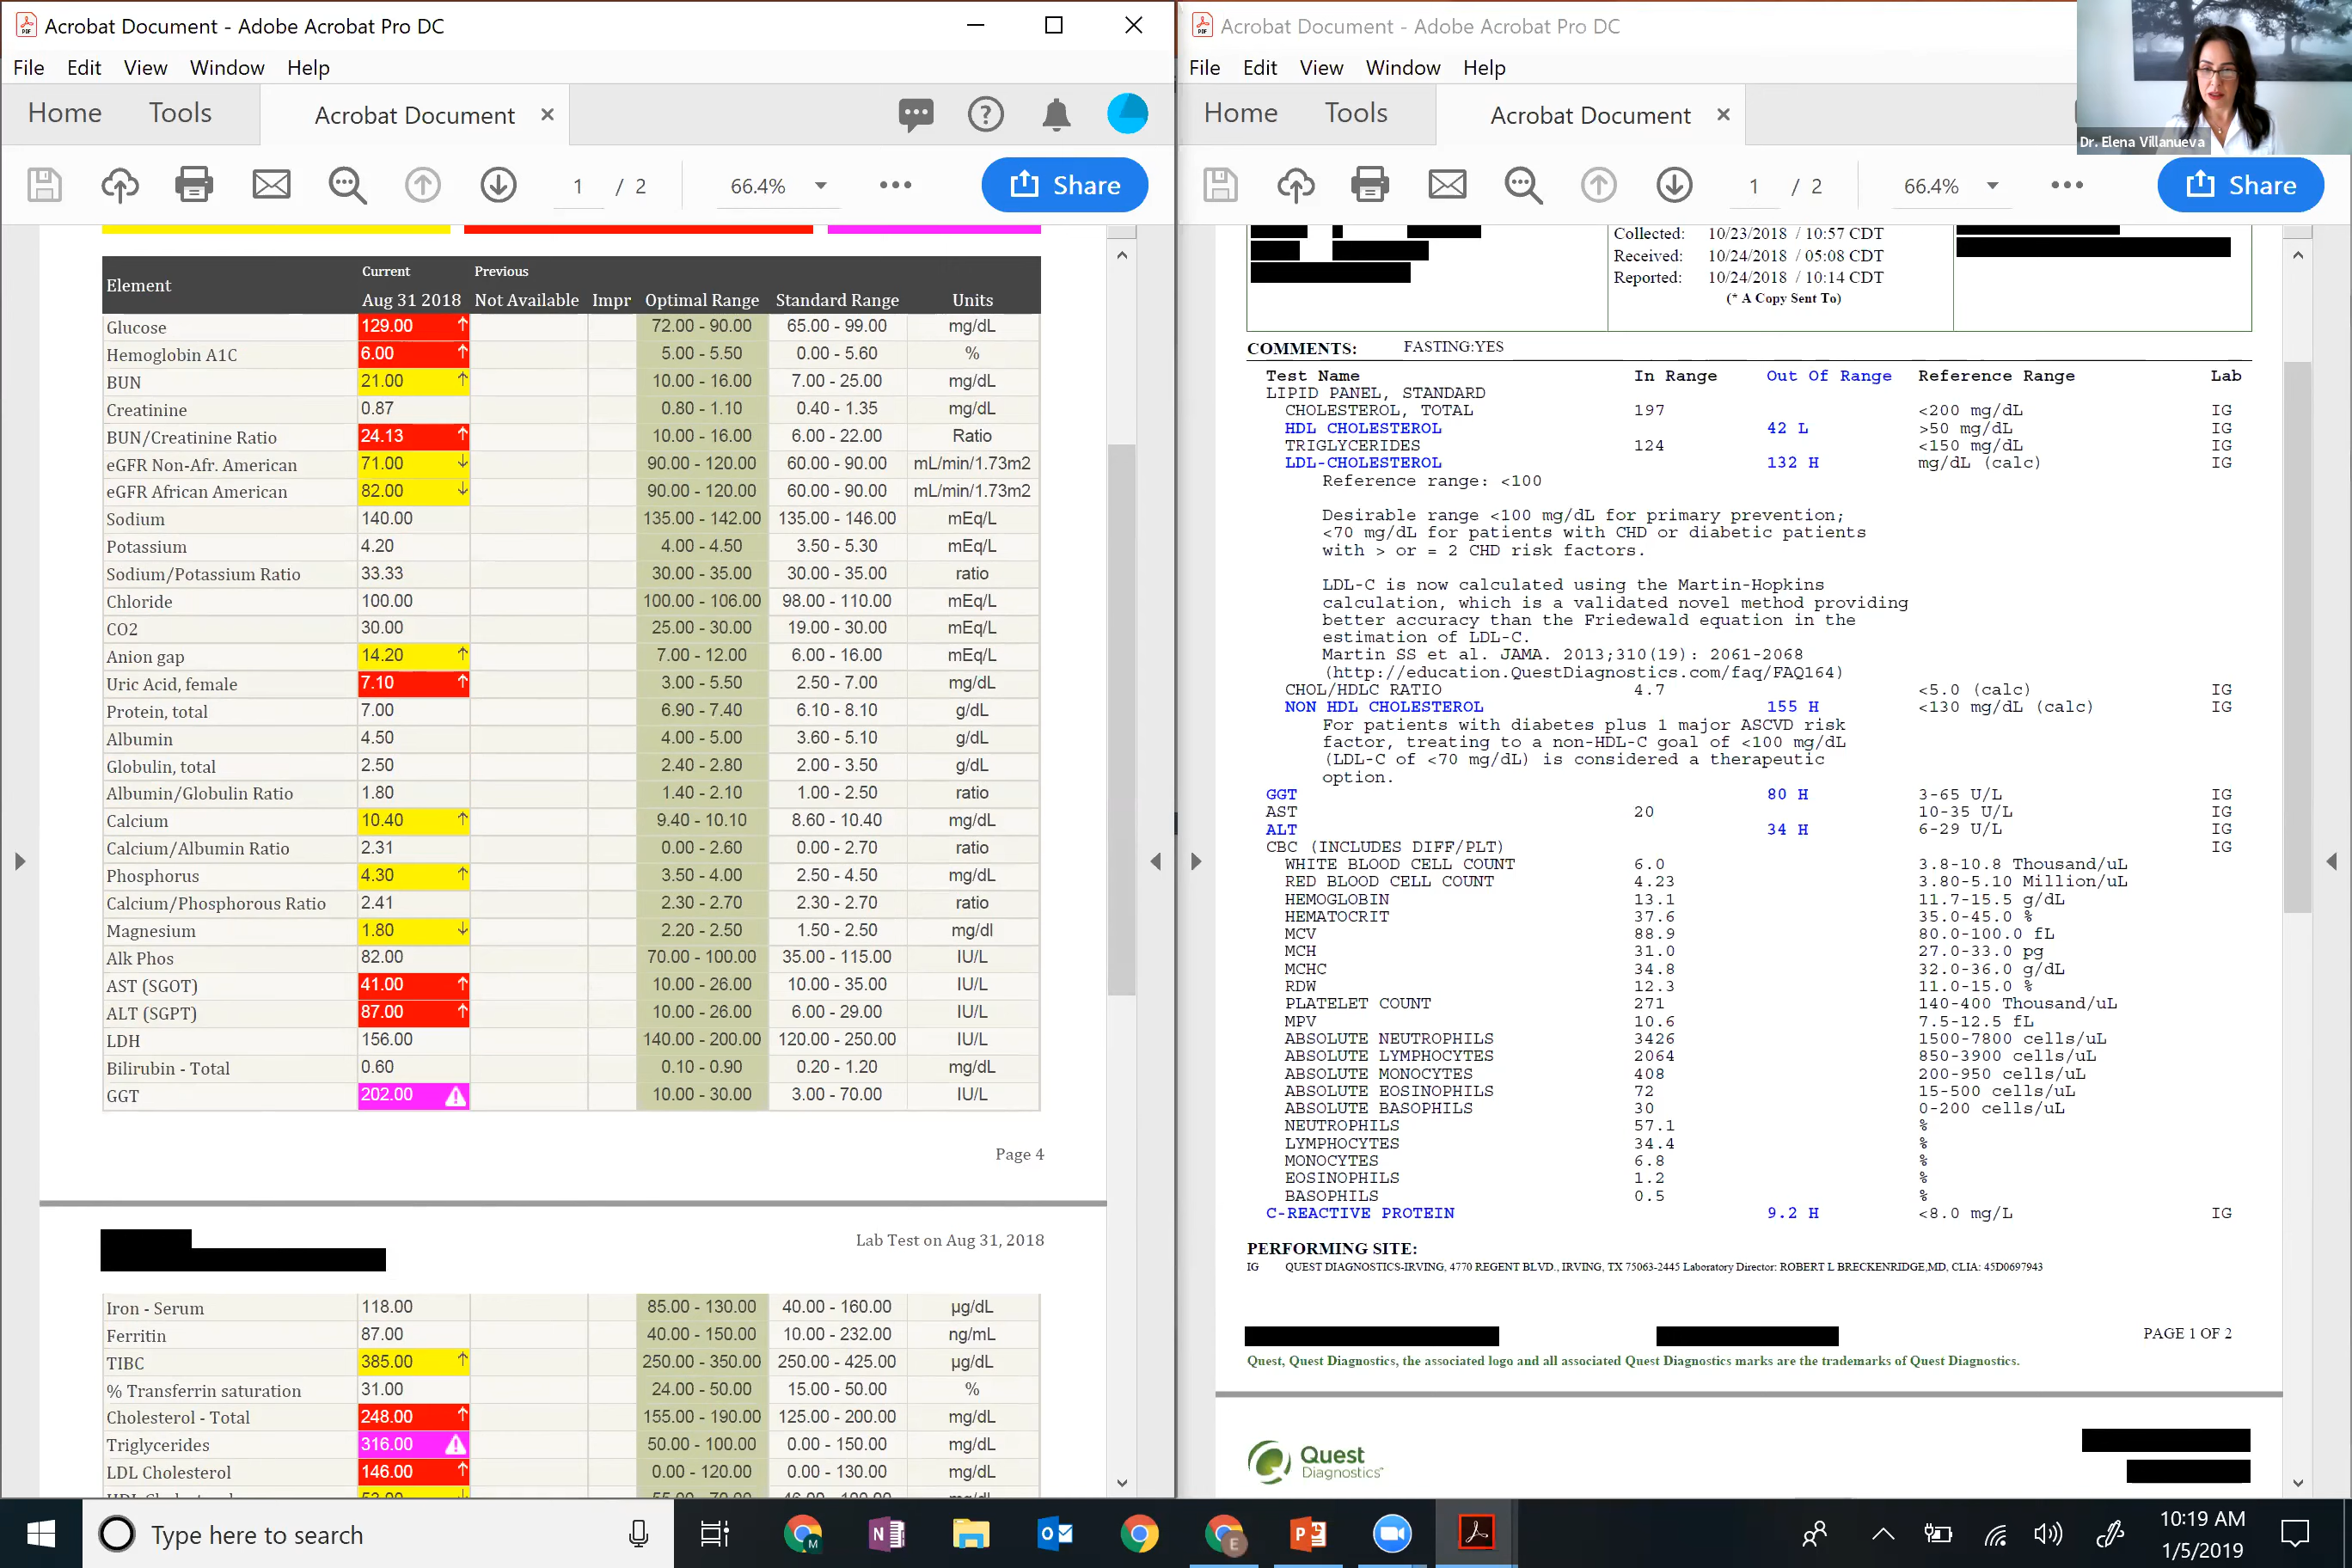 Acrobat Document - Adobe Acrobat Pro DC
File Edit View Window Help
Home Tools Acrobat Document ×
1 / 2 66.4% Share
Element Current Aug 31 2018 Previous Not Available Impr Optimal Range Standard Range Units
Glucose 129.00 ↑ 72.00 - 90.00 65.00 - 99.00 mg/dL
Hemoglobin A1C 6.00 ↑ 5.00 - 5.50 0.00 - 5.60 %
BUN 21.00 ↑ 10.00 - 16.00 7.00 - 25.00 mg/dL
Creatinine 0.87 0.80 - 1.10 0.40 - 1.35 mg/dL
BUN/Creatinine Ratio 24.13 ↑ 10.00 - 16.00 6.00 - 22.00 Ratio
eGFR Non-Afr. American 71.00 ↓ 90.00 - 120.00 60.00 - 90.00 mL/min/1.73m2
eGFR African American 82.00 ↓ 90.00 - 120.00 60.00 - 90.00 mL/min/1.73m2
Sodium 140.00 135.00 - 142.00 135.00 - 146.00 mEq/L
Potassium 4.20 4.00 - 4.50 3.50 - 5.30 mEq/L
Sodium/Potassium Ratio 33.33 30.00 - 35.00 30.00 - 35.00 ratio
Chloride 100.00 100.00 - 106.00 98.00 - 110.00 mEq/L
CO2 30.00 25.00 - 30.00 19.00 - 30.00 mEq/L
Anion gap 14.20 ↑ 7.00 - 12.00 6.00 - 16.00 mEq/L
Uric Acid, female 7.10 ↑ 3.00 - 5.50 2.50 - 7.00 mg/dL
Protein, total 7.00 6.90 - 7.40 6.10 - 8.10 g/dL
Albumin 4.50 4.00 - 5.00 3.60 - 5.10 g/dL
Globulin, total 2.50 2.40 - 2.80 2.00 - 3.50 g/dL
Albumin/Globulin Ratio 1.80 1.40 - 2.10 1.00 - 2.50 ratio
Calcium 10.40 ↑ 9.40 - 10.10 8.60 - 10.40 mg/dL
Calcium/Albumin Ratio 2.31 0.00 - 2.60 0.00 - 2.70 ratio
Phosphorus 4.30 ↑ 3.50 - 4.00 2.50 - 4.50 mg/dL
Calcium/Phosphorous Ratio 2.41 2.30 - 2.70 2.30 - 2.70 ratio
Magnesium 1.80 ↓ 2.20 - 2.50 1.50 - 2.50 mg/dl
Alk Phos 82.00 70.00 - 100.00 35.00 - 115.00 IU/L
AST (SGOT) 41.00 ↑ 10.00 - 26.00 10.00 - 35.00 IU/L
ALT (SGPT) 87.00 ↑ 10.00 - 26.00 6.00 - 29.00 IU/L
LDH 156.00 140.00 - 200.00 120.00 - 250.00 IU/L
Bilirubin - Total 0.60 0.10 - 0.90 0.20 - 1.20 mg/dL
GGT 202.00 10.00 - 30.00 3.00 - 70.00 IU/L
Page 4
Lab Test on Aug 31, 2018
Iron - Serum 118.00 85.00 - 130.00 40.00 - 160.00 µg/dL
Ferritin 87.00 40.00 - 150.00 10.00 - 232.00 ng/mL
TIBC 385.00 ↑ 250.00 - 350.00 250.00 - 425.00 µg/dL
% Transferrin saturation 31.00 24.00 - 50.00 15.00 - 50.00 %
Cholesterol - Total 248.00 ↑ 155.00 - 190.00 125.00 - 200.00 mg/dL
Triglycerides 316.00 50.00 - 100.00 0.00 - 150.00 mg/dL
LDL Cholesterol 146.00 ↑ 0.00 - 120.00 0.00 - 130.00 mg/dL
Acrobat Document - Adobe Acrobat Pro DC
File Edit View Window Help
Home Tools Acrobat Document ×
Dr. Elena Villanueva
1 / 2 66.4% Share
Collected: 10/23/2018 / 10:57 CDT
Received: 10/24/2018 / 05:08 CDT
Reported: 10/24/2018 / 10:14 CDT
(* A Copy Sent To)
COMMENTS: FASTING:YES
Test Name In Range Out Of Range Reference Range Lab
LIPID PANEL, STANDARD
CHOLESTEROL, TOTAL 197 <200 mg/dL IG
HDL CHOLESTEROL 42 L >50 mg/dL IG
TRIGLYCERIDES 124 <150 mg/dL IG
LDL-CHOLESTEROL 132 H mg/dL (calc) IG
Reference range: <100
Desirable range <100 mg/dL for primary prevention;
<70 mg/dL for patients with CHD or diabetic patients
with > or = 2 CHD risk factors.
LDL-C is now calculated using the Martin-Hopkins
calculation, which is a validated novel method providing
better accuracy than the Friedewald equation in the
estimation of LDL-C.
Martin SS et al. JAMA. 2013;310(19): 2061-2068
(http://education.QuestDiagnostics.com/faq/FAQ164)
CHOL/HDLC RATIO 4.7 <5.0 (calc) IG
NON HDL CHOLESTEROL 155 H <130 mg/dL (calc) IG
For patients with diabetes plus 1 major ASCVD risk
factor, treating to a non-HDL-C goal of <100 mg/dL
(LDL-C of <70 mg/dL) is considered a therapeutic
option.
GGT 80 H 3-65 U/L IG
AST 20 10-35 U/L IG
ALT 34 H 6-29 U/L IG
CBC (INCLUDES DIFF/PLT) IG
WHITE BLOOD CELL COUNT 6.0 3.8-10.8 Thousand/uL
RED BLOOD CELL COUNT 4.23 3.80-5.10 Million/uL
HEMOGLOBIN 13.1 11.7-15.5 g/dL
HEMATOCRIT 37.6 35.0-45.0 %
MCV 88.9 80.0-100.0 fL
MCH 31.0 27.0-33.0 pg
MCHC 34.8 32.0-36.0 g/dL
RDW 12.3 11.0-15.0 %
PLATELET COUNT 271 140-400 Thousand/uL
MPV 10.6 7.5-12.5 fL
ABSOLUTE NEUTROPHILS 3426 1500-7800 cells/uL
ABSOLUTE LYMPHOCYTES 2064 850-3900 cells/uL
ABSOLUTE MONOCYTES 408 200-950 cells/uL
ABSOLUTE EOSINOPHILS 72 15-500 cells/uL
ABSOLUTE BASOPHILS 30 0-200 cells/uL
NEUTROPHILS 57.1 %
LYMPHOCYTES 34.4 %
MONOCYTES 6.8 %
EOSINOPHILS 1.2 %
BASOPHILS 0.5 %
C-REACTIVE PROTEIN 9.2 H <8.0 mg/L IG
PERFORMING SITE:
IG QUEST DIAGNOSTICS-IRVING, 4770 REGENT BLVD., IRVING, TX 75063-2445 Laboratory Director: ROBERT L BRECKENRIDGE,MD, CLIA: 45D0697943
PAGE 1 OF 2
Quest, Quest Diagnostics, the associated logo and all associated Quest Diagnostics marks are the trademarks of Quest Diagnostics.
Quest
Diagnostics
Type here to search
10:19 AM
1/5/2019